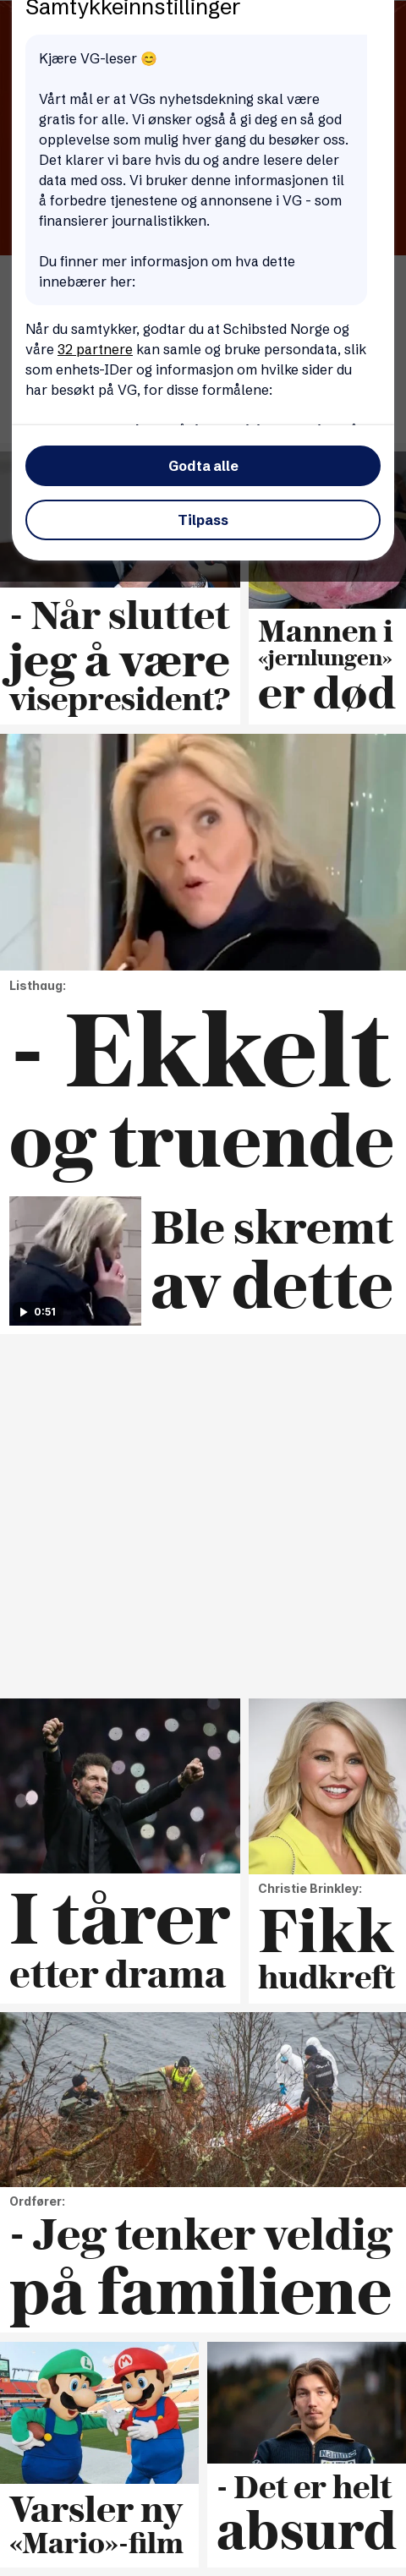 Samtykkeinnstillinger
Kjære VG-leser 😊
Vårt mål er at VGs nyhetsdekning skal være
gratis for alle. Vi ønsker også å gi deg en så god
opplevelse som mulig hver gang du besøker oss.
Det klarer vi bare hvis du og andre lesere deler
data med oss. Vi bruker denne informasjonen til
å forbedre tjenestene og annonsene i VG - som
finansierer journalistikken.
Du finner mer informasjon om hva dette
innebærer her:
Når du samtykker, godtar du at Schibsted Norge og
våre 32 partnere kan samle og bruke persondata, slik
som enhets-IDer og informasjon om hvilke sider du
har besøkt på VG, for disse formålene:
Godta alle
Tilpass
- Når sluttet
jeg å være
visepresident?
Mannen i
«jernlungen»
er død
Listhaug:
- Ekkelt
og truende
0:51
Ble skremt
av dette
I tårer
etter drama
Christie Brinkley:
Fikk
hudkreft
Ordfører:
- Jeg tenker veldig
på familiene
Varsler ny
«Mario»-film
- Det er helt
absurd